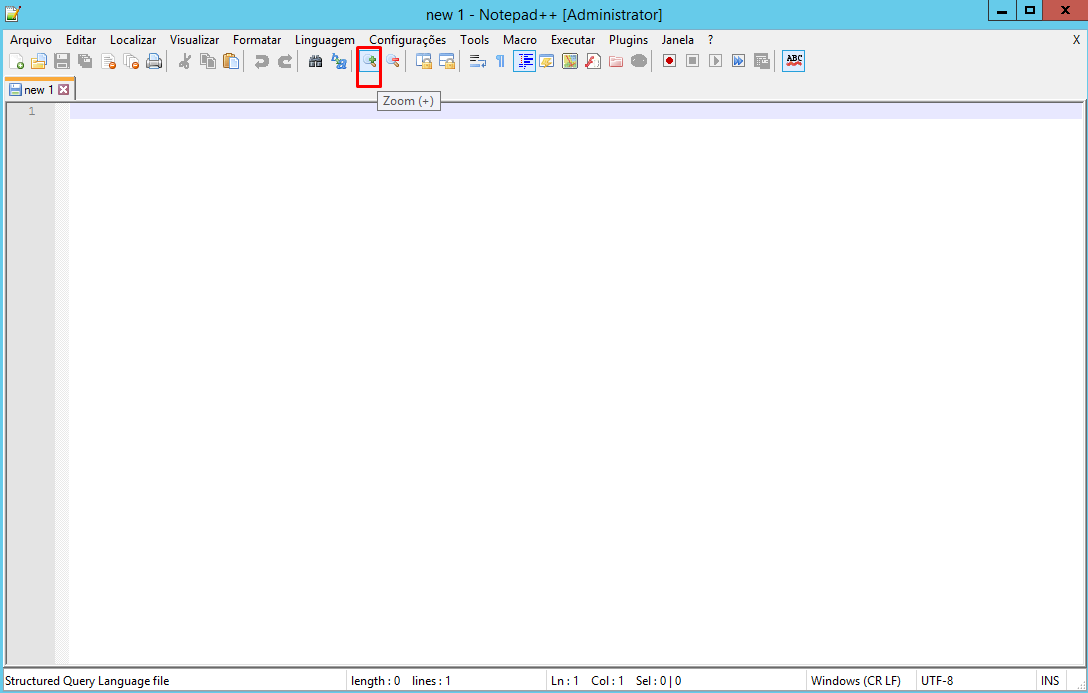 new 1 - Notepad++ [Administrator]
Arquivo Editar Localizar Visualizar Formatar Linguagem Configurações Tools Macro Executar Plugins Janela ? X
ABC
new 1
Zoom (+)
1
Structured Query Language file length : 0 lines : 1 Ln : 1 Col : 1 Sel : 0 | 0 Windows (CR LF) UTF-8 INS